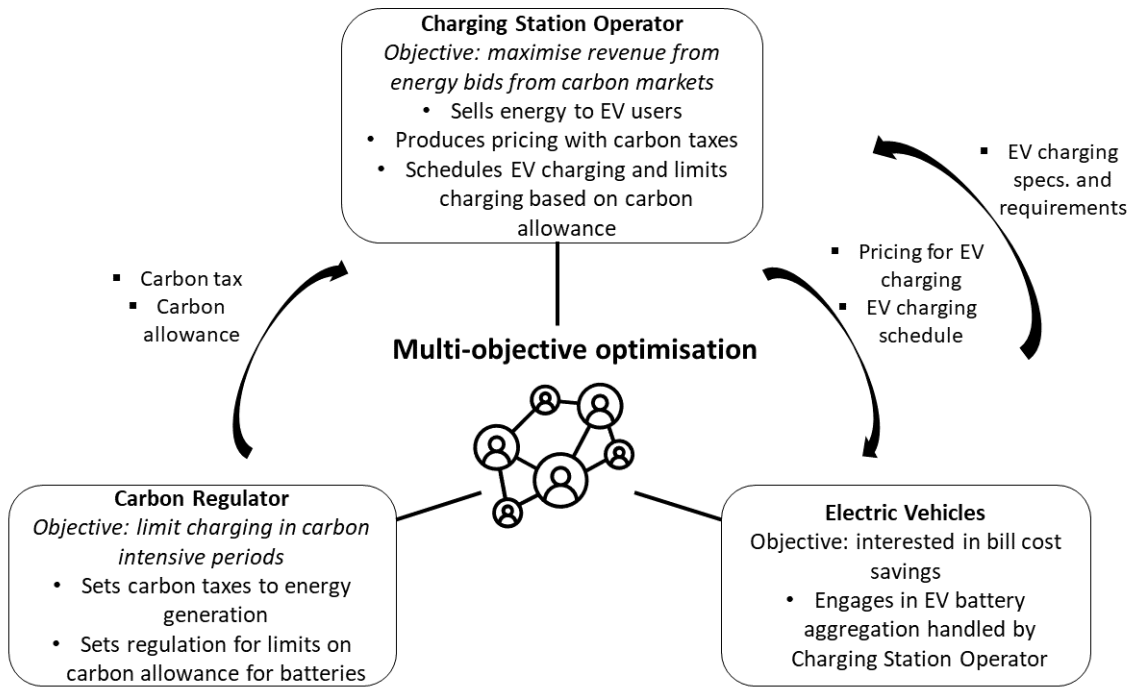 Charging Station Operator
Objective: maximise revenue from
energy bids from carbon markets
• Sells energy to EV users
• Produces pricing with carbon taxes
• Schedules EV charging and limits
charging based on carbon
allowance
▪ EV charging
specs. and
requirements
▪ Carbon tax
▪ Carbon
allowance
▪ Pricing for EV
charging
▪ EV charging
schedule
Multi-objective optimisation
Carbon Regulator
Objective: limit charging in carbon
intensive periods
• Sets carbon taxes to energy
generation
• Sets regulation for limits on
carbon allowance for batteries
Electric Vehicles
Objective: interested in bill cost
savings
• Engages in EV battery
aggregation handled by
Charging Station Operator